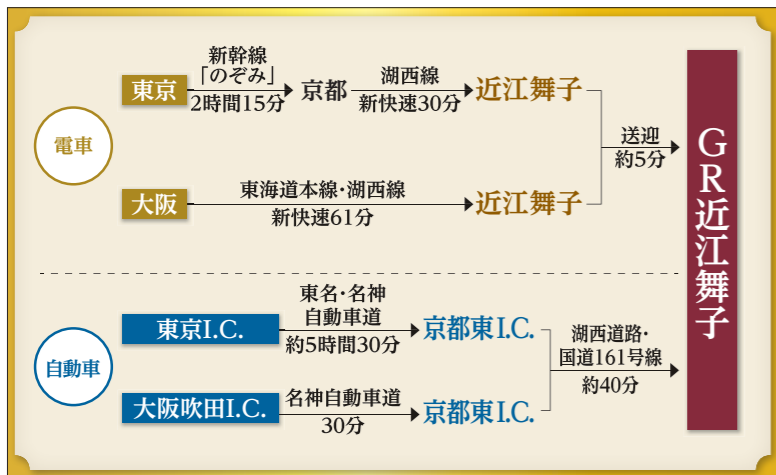 電車
東京
新幹線
「のぞみ」
2時間15分
京都
湖西線
新快速30分
近江舞子
大阪
東海道本線・湖西線
新快速61分
近江舞子
送迎
約5分
自動車
東京I.C.
東名・名神
自動車道
約5時間30分
京都東I.C.
大阪吹田I.C.
名神自動車道
30分
京都東I.C.
湖西道路・
国道161号線
約40分
GR近江舞子